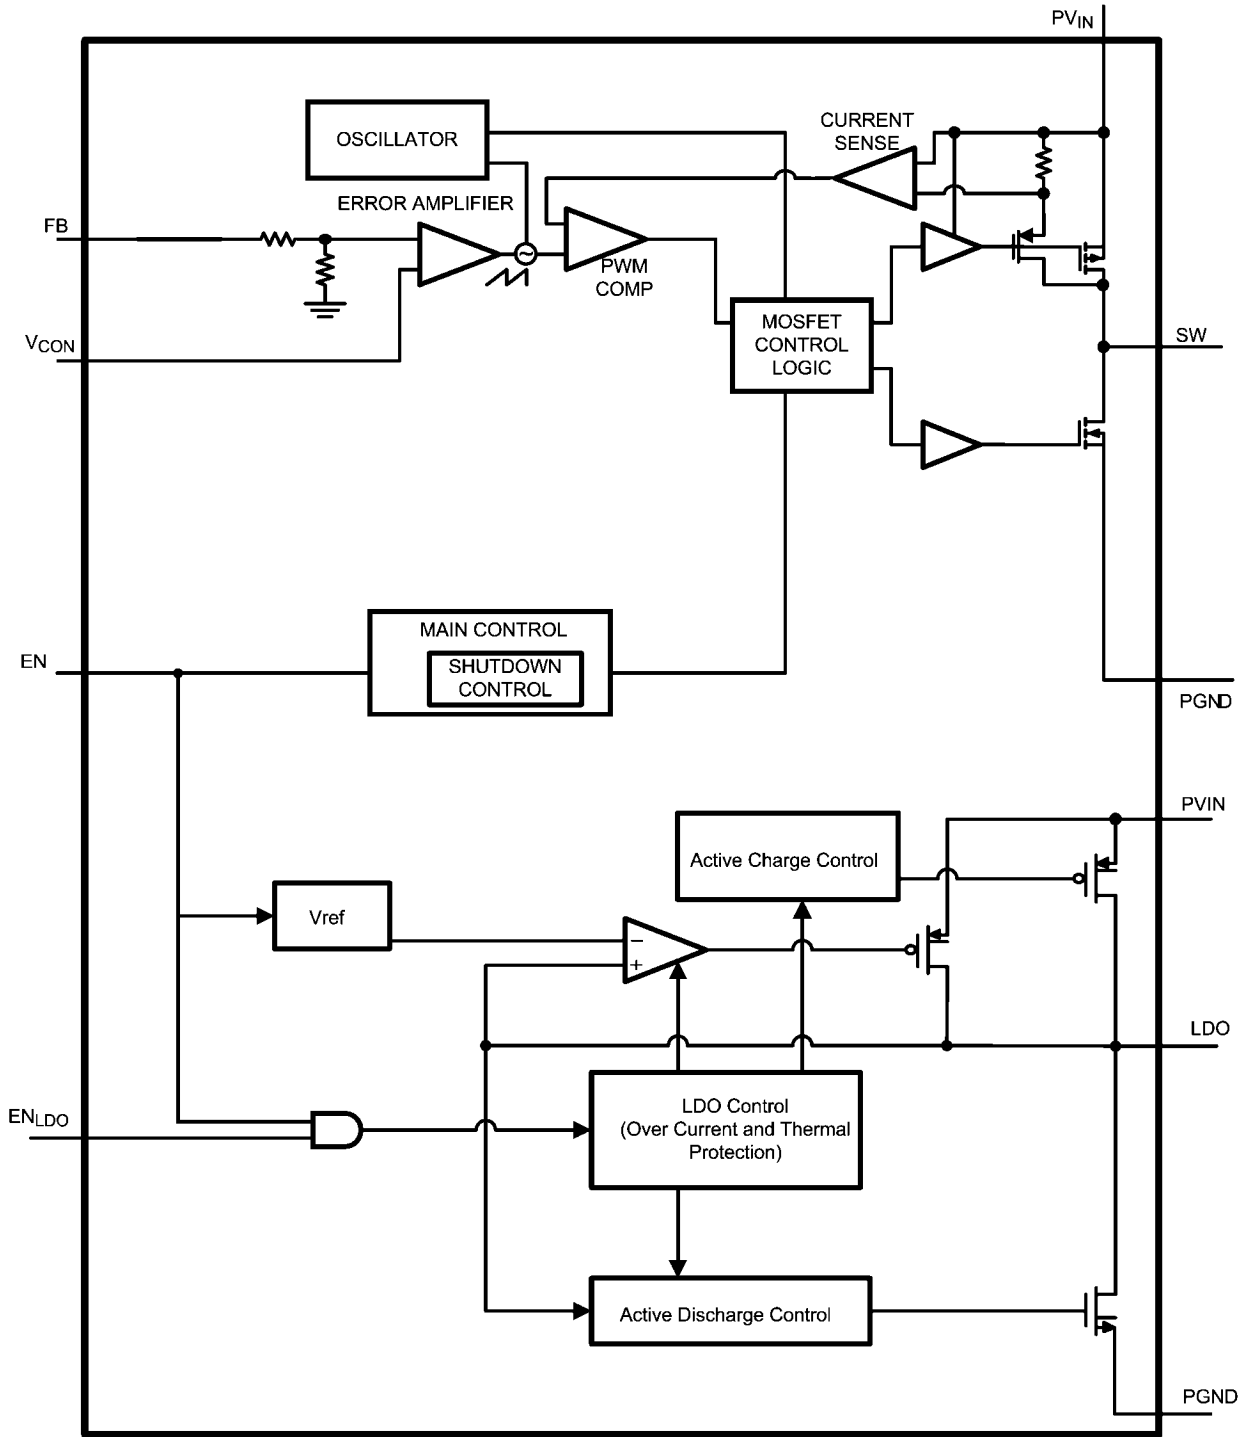 PVIN
OSCILLATOR
CURRENT
SENSE
ERROR AMPLIFIER
FB
~
PWM
COMP
MOSFET
CONTROL
LOGIC
VCON
SW
MAIN CONTROL
SHUTDOWN
CONTROL
EN
PGND
PVIN
Active Charge Control
Vref
−
+
LDO
ENLDO
LDO Control
(Over Current and Thermal
Protection)
Active Discharge Control
PGND